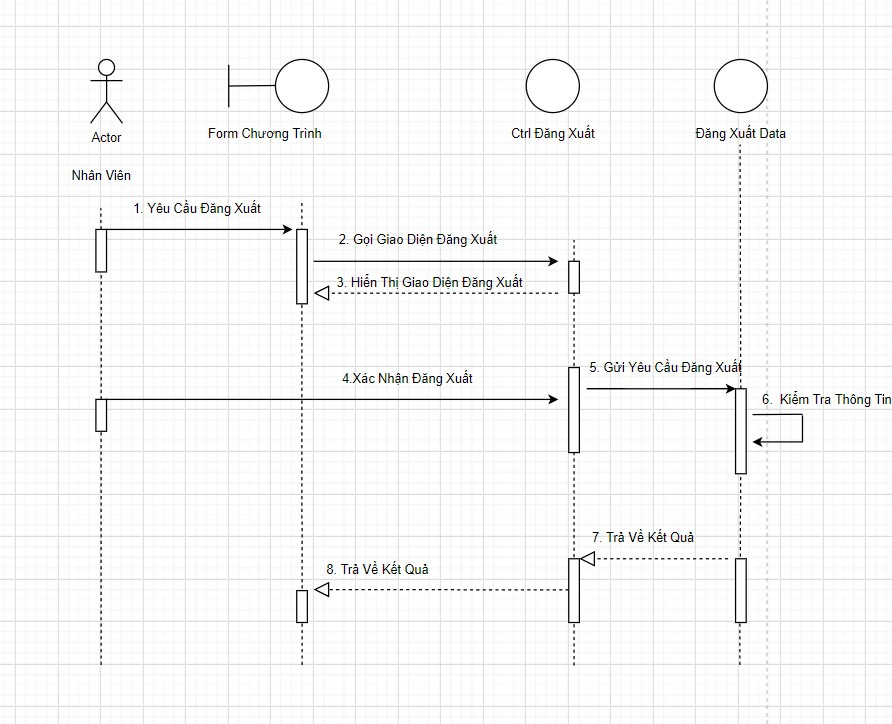 Actor
Form Chương Trình
Ctrl Đăng Xuất
Đăng Xuất Data
Nhân Viên
1. Yêu Cầu Đăng Xuất
2. Gọi Giao Diện Đăng Xuất
3. Hiển Thị Giao Diện Đăng Xuất
4.Xác Nhận Đăng Xuất
5. Gửi Yêu Cầu Đăng Xuất
6. Kiểm Tra Thông Tin
7. Trả Về Kết Quả
8. Trả Về Kết Quả